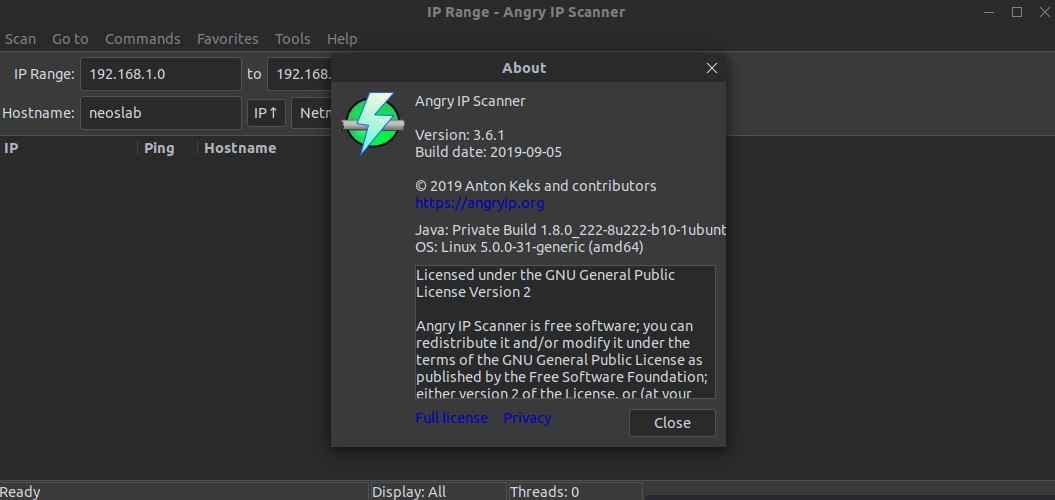 IP Range - Angry IP Scanner
Scan Go to Commands Favorites Tools Help
IP Range: 192.168.1.0 to 192.168.
Hostname: neoslab IP↑ Netm
IP Ping Hostname
About
Angry IP Scanner
Version: 3.6.1
Build date: 2019-09-05
© 2019 Anton Keks and contributors
https://angryip.org
Java: Private Build 1.8.0_222-8u222-b10-1ubunt
OS: Linux 5.0.0-31-generic (amd64)
Licensed under the GNU General Public
License Version 2
Angry IP Scanner is free software; you can
redistribute it and/or modify it under the
terms of the GNU General Public License as
published by the Free Software Foundation;
either version 2 of the License, or (at your
Full license Privacy
Close
Ready Display: All Threads: 0